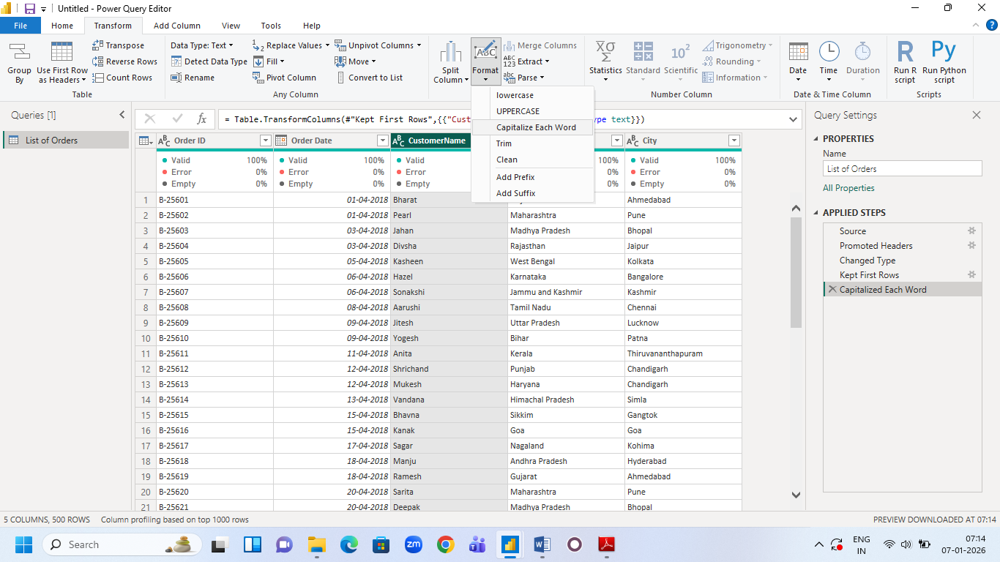 Untitled - Power Query Editor
File Home Transform Add Column View Tools Help
Group By
Use First Row as Headers
Transpose
Reverse Rows
Count Rows
Table
Data Type: Text
Detect Data Type
Rename
Replace Values
Fill
Pivot Column
Unpivot Columns
Move
Convert to List
Any Column
Split Column
Format
Merge Columns
Extract
Parse
Statistics
Standard
Scientific
Trigonometry
Rounding
Information
Number Column
Date
Time
Duration
Date & Time Column
Run R script
Run Python script
Scripts
lowercase
UPPERCASE
Capitalize Each Word
Trim
Clean
Add Prefix
Add Suffix
Queries [1]
List of Orders
fx = Table.TransformColumns(#"Kept First Rows",{{"Cust ype text}})
Order ID Order Date CustomerName City
Valid 100% Valid 100% Valid 100% Valid 100%
Error 0% Error 0% Error 0% Error 0%
Empty 0% Empty 0% Empty 0% Empty 0%
1 B-25601 01-04-2018 Bharat Ahmedabad
2 B-25602 01-04-2018 Pearl Maharashtra Pune
3 B-25603 03-04-2018 Jahan Madhya Pradesh Bhopal
4 B-25604 03-04-2018 Divsha Rajasthan Jaipur
5 B-25605 05-04-2018 Kasheen West Bengal Kolkata
6 B-25606 06-04-2018 Hazel Karnataka Bangalore
7 B-25607 06-04-2018 Sonakshi Jammu and Kashmir Kashmir
8 B-25608 08-04-2018 Aarushi Tamil Nadu Chennai
9 B-25609 09-04-2018 Jitesh Uttar Pradesh Lucknow
10 B-25610 09-04-2018 Yogesh Bihar Patna
11 B-25611 11-04-2018 Anita Kerala Thiruvananthapuram
12 B-25612 12-04-2018 Shrichand Punjab Chandigarh
13 B-25613 12-04-2018 Mukesh Haryana Chandigarh
14 B-25614 13-04-2018 Vandana Himachal Pradesh Simla
15 B-25615 15-04-2018 Bhavna Sikkim Gangtok
16 B-25616 15-04-2018 Kanak Goa Goa
17 B-25617 17-04-2018 Sagar Nagaland Kohima
18 B-25618 18-04-2018 Manju Andhra Pradesh Hyderabad
19 B-25619 18-04-2018 Ramesh Gujarat Ahmedabad
20 B-25620 20-04-2018 Sarita Maharashtra Pune
21 B-25621 20-04-2018 Deepak Madhya Pradesh Bhopal
Query Settings
PROPERTIES
Name
List of Orders
All Properties
APPLIED STEPS
Source
Promoted Headers
Changed Type
Kept First Rows
Capitalized Each Word
5 COLUMNS, 500 ROWS Column profiling based on top 1000 rows PREVIEW DOWNLOADED AT 07:14
Search
zm
ENG
IN
07:14
07-01-2026